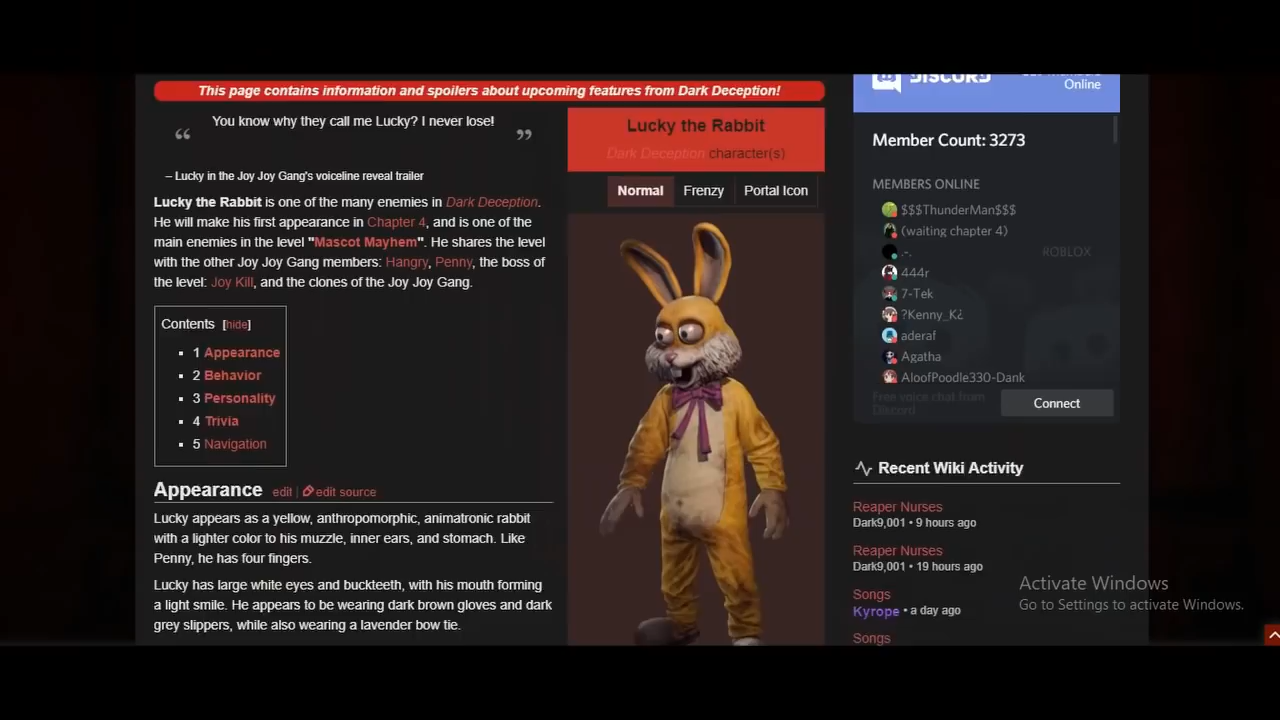 This page contains information and spoilers about upcoming features from Dark Deception!
“ You know why they call me Lucky? I never lose! ”
– Lucky in the Joy Joy Gang's voiceline reveal trailer
Lucky the Rabbit is one of the many enemies in Dark Deception.
He will make his first appearance in Chapter 4, and is one of the
main enemies in the level "Mascot Mayhem". He shares the level
with the other Joy Joy Gang members: Hangry, Penny, the boss of
the level: Joy Kill, and the clones of the Joy Joy Gang.
Contents [hide]
1 Appearance
2 Behavior
3 Personality
4 Trivia
5 Navigation
Appearance edit | edit source
Lucky appears as a yellow, anthropomorphic, animatronic rabbit
with a lighter color to his muzzle, inner ears, and stomach. Like
Penny, he has four fingers.
Lucky has large white eyes and buckteeth, with his mouth forming
a light smile. He appears to be wearing dark brown gloves and dark
grey slippers, while also wearing a lavender bow tie.
Lucky the Rabbit
Dark Deception character(s)
Normal Frenzy Portal Icon
DISCORD
Members
Online
Member Count: 3273
MEMBERS ONLINE
$$$ThunderMan$$$
(waiting chapter 4)
.-. ROBLOX
444r
7-Tek
?Kenny_K¿
aderaf
Agatha
AloofPoodle330-Dank
Free voice chat from
Discord
Connect
Recent Wiki Activity
Reaper Nurses
Dark9,001 • 9 hours ago
Reaper Nurses
Dark9,001 • 19 hours ago
Songs
Kyrope • a day ago
Songs
Activate Windows
Go to Settings to activate Windows.